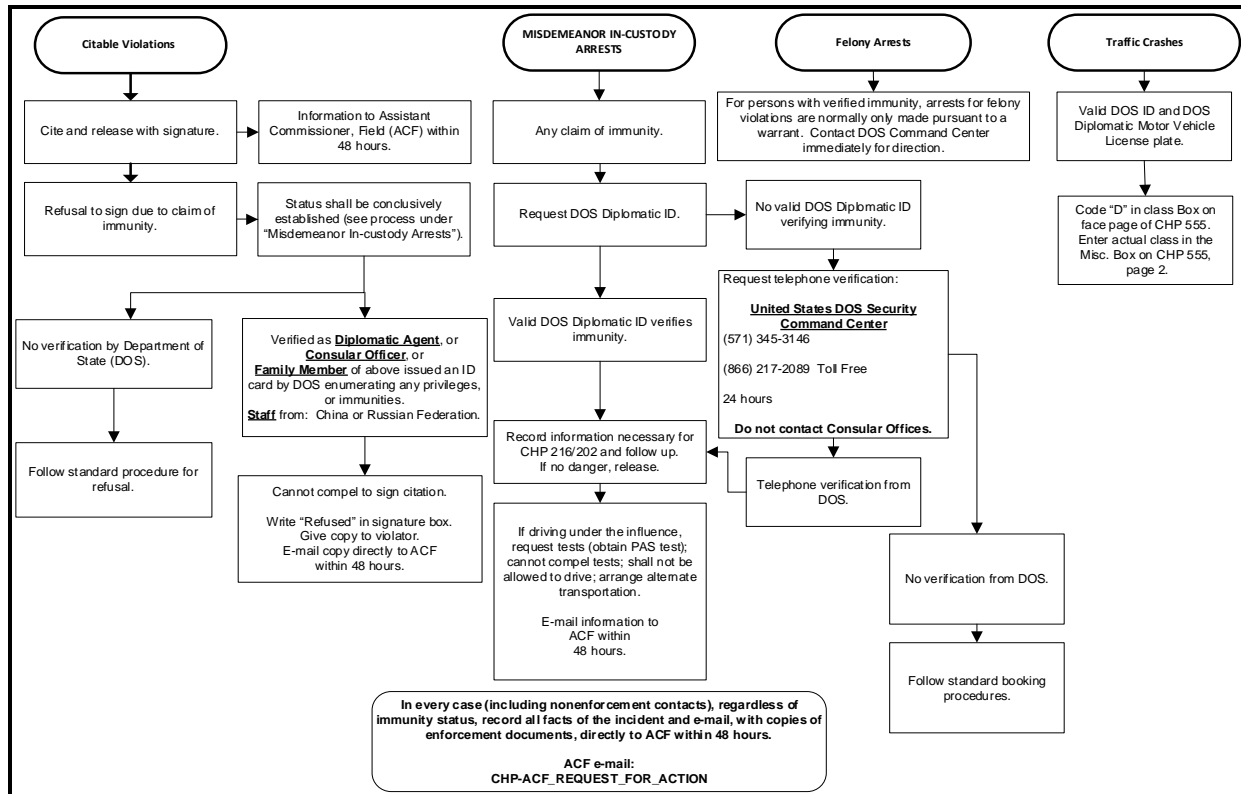 Citable Violations
Cite and release with signature.
Information to Assistant
Commissioner, Field (ACF) within
48 hours.
Refusal to sign due to claim of
immunity.
Status shall be conclusively
established (see process under
“Misdemeanor In-custody
Arrests”).
No verification by Department of
State (DOS).
Follow standard procedure for
refusal.
Verified as Diplomatic Agent, or
Consular Officer, or
Family Member of above issued an ID
card by DOS enumerating any privileges,
or immunities.
Staff from: China or Russian Federation.
Cannot compel to sign citation.
Write “Refused” in signature box.
Give copy to violator.
E-mail copy directly to ACF
within 48 hours.
MISDEMEANOR IN-CUSTODY
ARRESTS
Any claim of immunity.
Request DOS Diplomatic ID.
Valid DOS Diplomatic ID verifies
immunity.
Record information necessary for
CHP 216/202 and follow up.
If no danger, release.
If driving under the influence,
request tests (obtain PAS test);
cannot compel tests; shall not be
allowed to drive; arrange alternate
transportation.
E-mail information to
ACF within
48 hours.
No valid DOS Diplomatic ID
verifying immunity.
Request telephone verification:
United States DOS Security
Command Center
(571) 345-3146
(866) 217-2089 Toll Free
24 hours
Do not contact Consular Offices.
Telephone verification from
DOS.
No verification from DOS.
Follow standard booking
procedures.
Felony Arrests
For persons with verified immunity, arrests for felony
violations are normally only made pursuant to a
warrant. Contact DOS Command Center
immediately for direction.
Traffic Crashes
Valid DOS ID and DOS
Diplomatic Motor Vehicle
License plate.
Code “D” in class Box on
face page of CHP 555.
Enter actual class in the
Misc. Box on CHP 555,
page 2.
In every case (including nonenforcement contacts), regardless of
immunity status, record all facts of the incident and e-mail, with copies of
enforcement documents, directly to ACF within 48 hours.
ACF e-mail:
CHP-ACF_REQUEST_FOR_ACTION